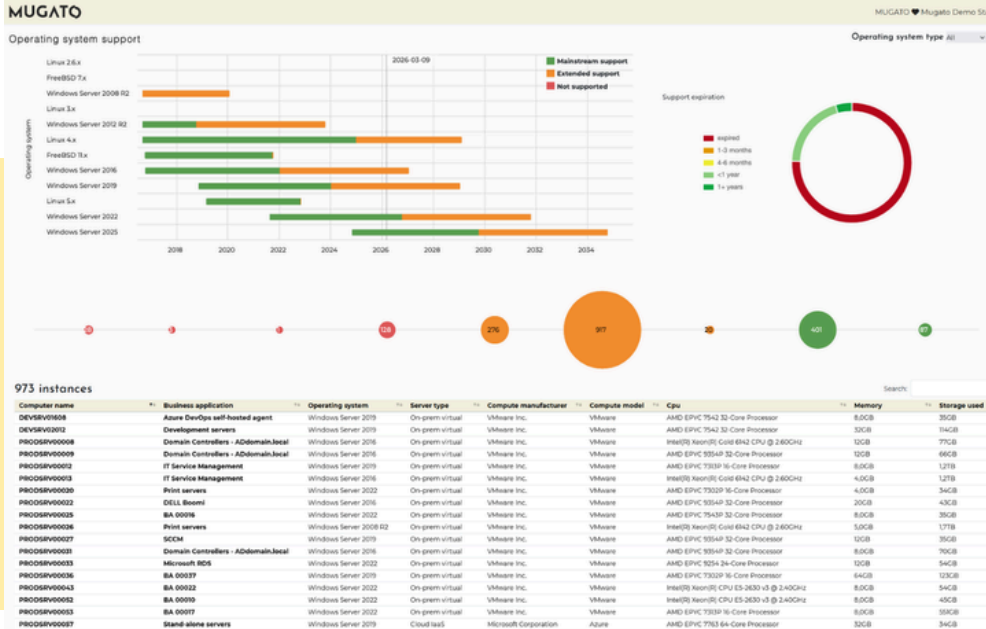 MUGATO
MUGATO ♥ Mugato Demo St
Operating system support
Operating system type All
2026-03-09
Mainstream support
Extended support
Not supported
Operating system
Linux 2.6.x
FreeBSD 7.x
Windows Server 2008 R2
Linux 3.x
Windows Server 2012 R2
Linux 4.x
FreeBSD 11.x
Windows Server 2016
Windows Server 2019
Linux 5.x
Windows Server 2022
Windows Server 2025
2018 2020 2022 2024 2026 2028 2030 2032 2034
Support expiration
expired
1-3 months
4-6 months
<1 year
1+ years
128 276 917 20 401 87
973 instances
Search:
Computer name Business application Operating system Server type Compute manufacturer Compute model Cpu Memory Storage used
DEVSRV01608 Azure DevOps self-hosted agent Windows Server 2019 On-prem virtual VMware Inc. VMware AMD EPYC 7542 32-Core Processor 8,0GB 35GB
DEVSRV02012 Development servers Windows Server 2019 On-prem virtual VMware Inc. VMware AMD EPYC 7542 32-Core Processor 32GB 114GB
PRODSRV00008 Domain Controllers - ADdomain.local Windows Server 2016 On-prem virtual VMware Inc. VMware Intel(R) Xeon(R) Gold 6142 CPU @ 2.60GHz 12GB 77GB
PRODSRV00009 Domain Controllers - ADdomain.local Windows Server 2016 On-prem virtual VMware Inc. VMware AMD EPYC 9354P 32-Core Processor 12GB 66GB
PRODSRV00012 IT Service Management Windows Server 2019 On-prem virtual VMware Inc. VMware AMD EPYC 7313P 16-Core Processor 8,0GB 1,2TB
PRODSRV00013 IT Service Management Windows Server 2016 On-prem virtual VMware Inc. VMware Intel(R) Xeon(R) Gold 6142 CPU @ 2.60GHz 4,0GB 1,2TB
PRODSRV00020 Print servers Windows Server 2022 On-prem virtual VMware Inc. VMware AMD EPYC 7302P 16-Core Processor 4,0GB 34GB
PRODSRV00022 DELL Boomi Windows Server 2016 On-prem virtual VMware Inc. VMware AMD EPYC 9354P 32-Core Processor 20GB 43GB
PRODSRV00025 BA 00016 Windows Server 2022 On-prem virtual VMware Inc. VMware AMD EPYC 7543P 32-Core Processor 8,0GB 35GB
PRODSRV00026 Print servers Windows Server 2008 R2 On-prem virtual VMware Inc. VMware Intel(R) Xeon(R) Gold 6142 CPU @ 2.60GHz 5,0GB 1,7TB
PRODSRV00027 SCCM Windows Server 2019 On-prem virtual VMware Inc. VMware AMD EPYC 9354P 32-Core Processor 12GB 35GB
PRODSRV00031 Domain Controllers - ADdomain.local Windows Server 2016 On-prem virtual VMware Inc. VMware AMD EPYC 9354P 32-Core Processor 8,0GB 70GB
PRODSRV00033 Microsoft RDS Windows Server 2022 On-prem virtual VMware Inc. VMware AMD EPYC 9254 24-Core Processor 12GB 54GB
PRODSRV00036 BA 00037 Windows Server 2019 On-prem virtual VMware Inc. VMware AMD EPYC 7302P 16-Core Processor 64GB 123GB
PRODSRV00043 BA 00022 Windows Server 2022 On-prem virtual VMware Inc. VMware Intel(R) Xeon(R) CPU E5-2630 v3 @ 2.40GHz 8,0GB 54GB
PRODSRV00052 BA 00010 Windows Server 2022 On-prem virtual VMware Inc. VMware Intel(R) Xeon(R) CPU E5-2630 v3 @ 2.40GHz 8,0GB 45GB
PRODSRV00053 BA 00017 Windows Server 2022 On-prem virtual VMware Inc. VMware AMD EPYC 7313P 16-Core Processor 8,0GB
PRODSRV00057 Stand-alone servers Windows Server 2019 Cloud IaaS Microsoft Corporation Azure AMD EPYC 7763 64-Core Processor 32GB 34GB